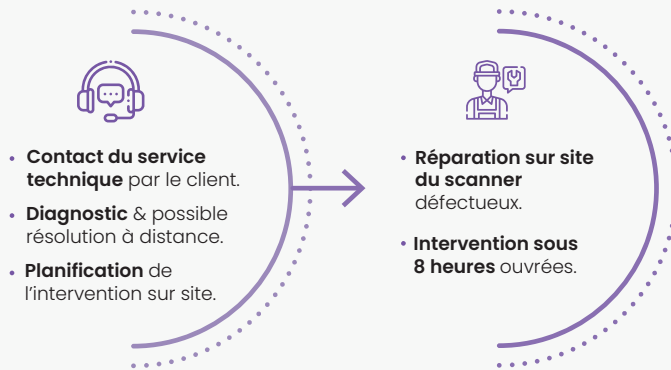 • Contact du service
technique par le client.
• Diagnostic & possible
résolution à distance.
• Planification de
l'intervention sur site.
• Réparation sur site
du scanner
défectueux.
• Intervention sous
8 heures ouvrées.